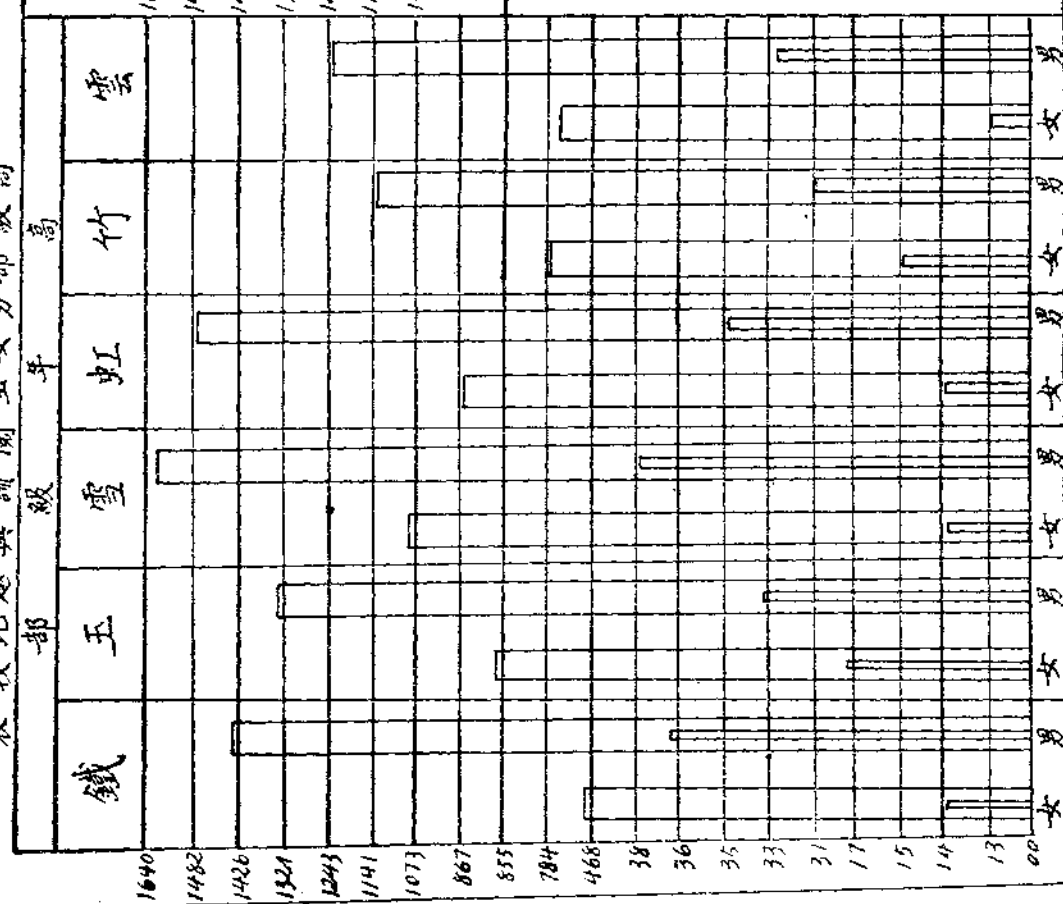 高年級部
雲
竹
虹
雪
玉
鐵
1640
1482
1426
1321
1243
1141
1073
867
835
784
468
38
36
35
33
31
17
15
14
13
00
男
女
男
女
男
女
男
女
男
女
男
女